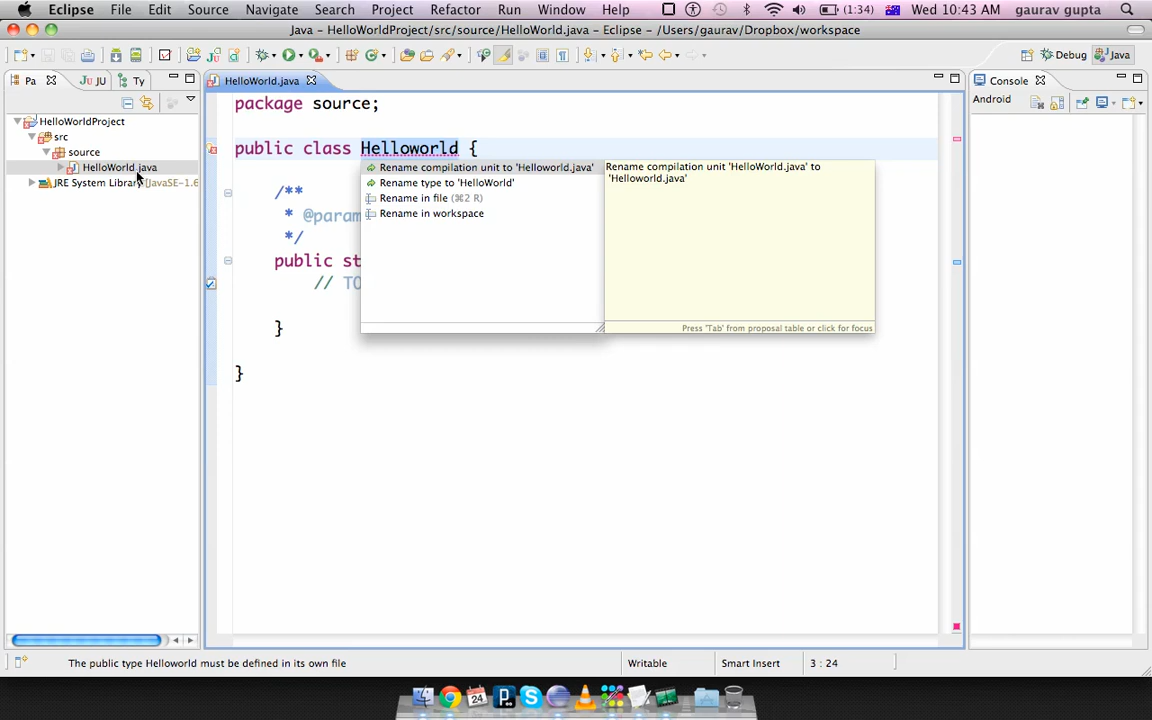 Eclipse File Edit Source Navigate Search Project Refactor Run Window Help (1:34) Wed 10:43 AM gaurav gupta
Java – HelloWorldProject/src/source/HelloWorld.java – Eclipse – /Users/gaurav/Dropbox/workspace
Debug Java
Pa JU JU Ty
HelloWorld.java
Console
Android
HelloWorldProject
src
source
HelloWorld.java
JRE System Library [JavaSE-1.6
package source;
public class Helloworld {
/**
* @param
*/
public st
// TO
}
}
Rename compilation unit to 'Helloworld.java'
Rename type to 'HelloWorld'
Rename in file (⌘2 R)
Rename in workspace
Rename compilation unit 'HelloWorld.java' to
'Helloworld.java'
Press 'Tab' from proposal table or click for focus
The public type Helloworld must be defined in its own file
Writable
Smart Insert
3 : 24
24